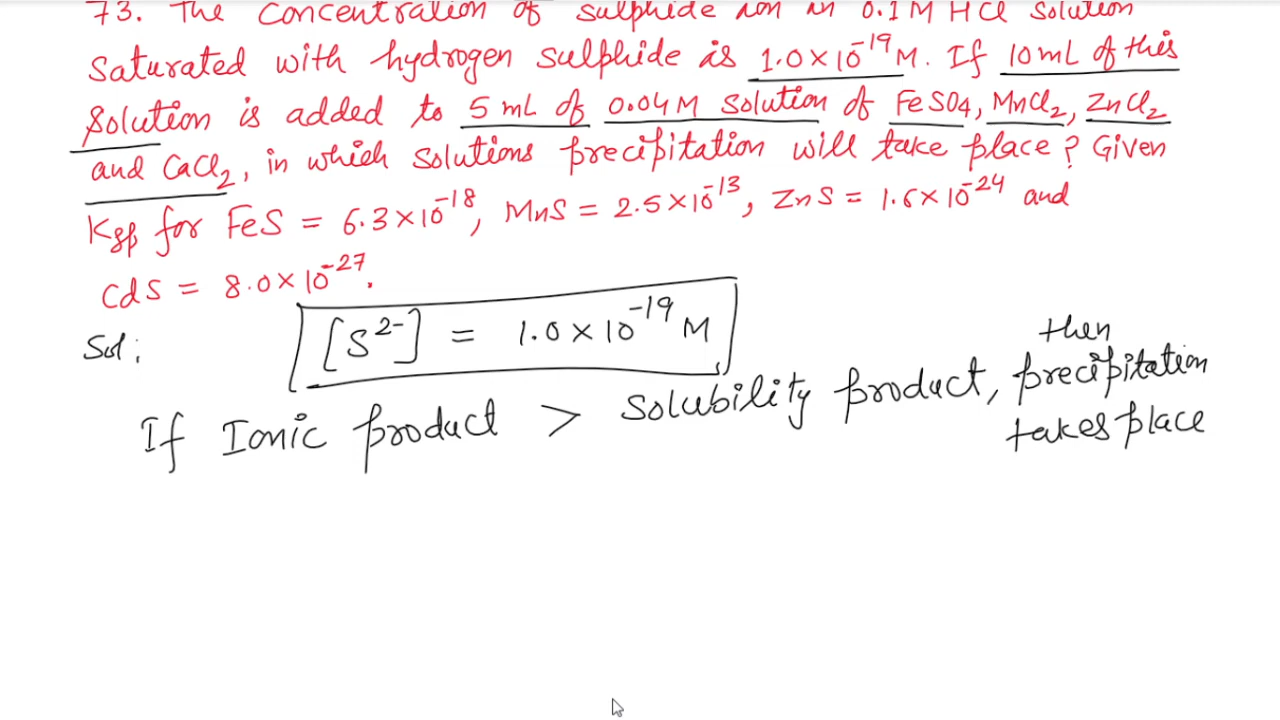 73. The concentration of sulphide ion in 0.1M HCl solution
saturated with hydrogen sulphide is 1.0×10⁻¹⁹ M. If 10 mL of this
solution is added to 5 mL of 0.04 M solution of FeSO4, MnCl₂, ZnCl₂
and CaCl₂, in which solutions precipitation will take place? Given
Ksp for FeS = 6.3×10⁻¹⁸, MnS = 2.5×10⁻¹³, ZnS = 1.6×10⁻²⁴ and
CdS = 8.0×10⁻²⁷.
Sol: [S²⁻] = 1.0 × 10⁻¹⁹ M
If Ionic product > Solubility product, then precipitation
takes place